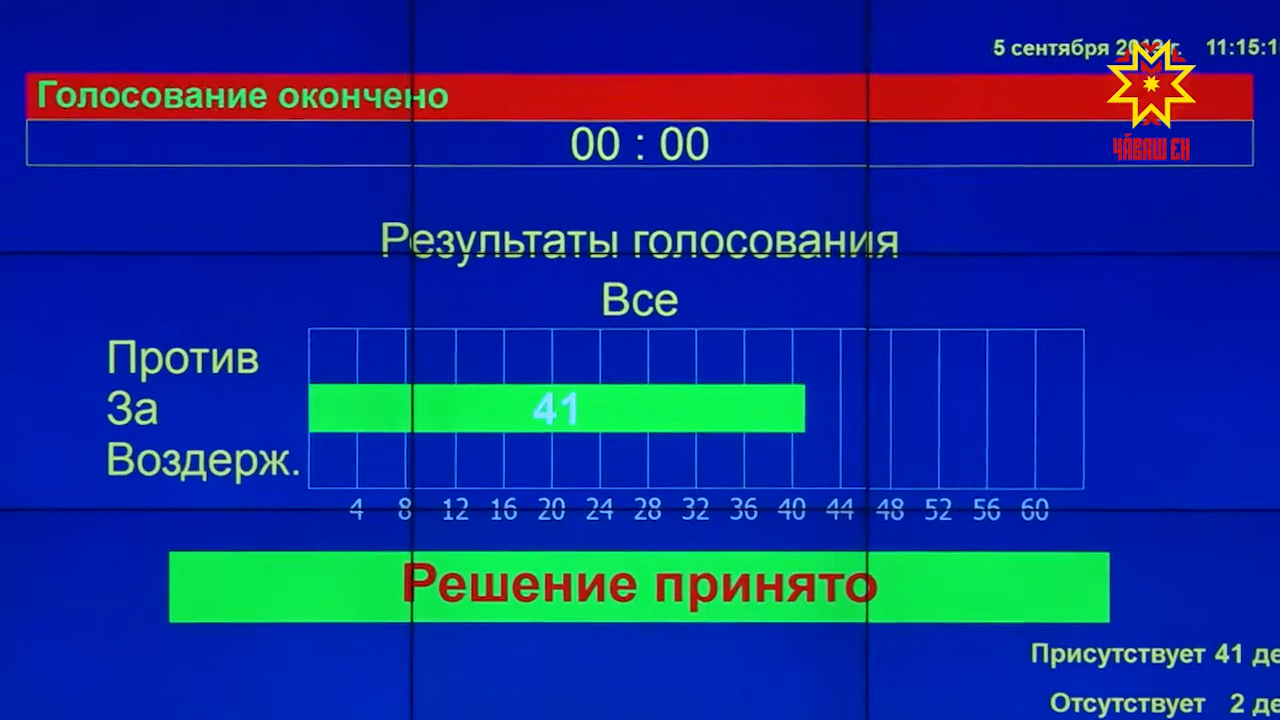 5 сентября г. 11:15:1
Голосование окончено
00 : 00
ЧӐВАШ ЕН
Результаты голосования
Все
Против
За 41
Воздерж.
4 8 12 16 20 24 28 32 36 40 44 48 52 56 60
Решение принято
Присутствует 41 де
Отсутствует 2 де